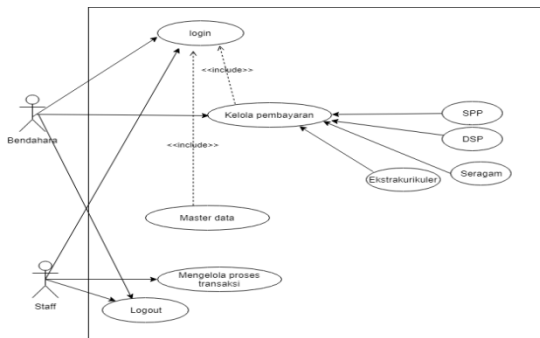 login
<<include>>
Kelola pembayaran
SPP
DSP
Bendahara
<<include>>
Seragam
Ekstrakurikuler
Master data
Mengelola proses
transaksi
Staff
Logout